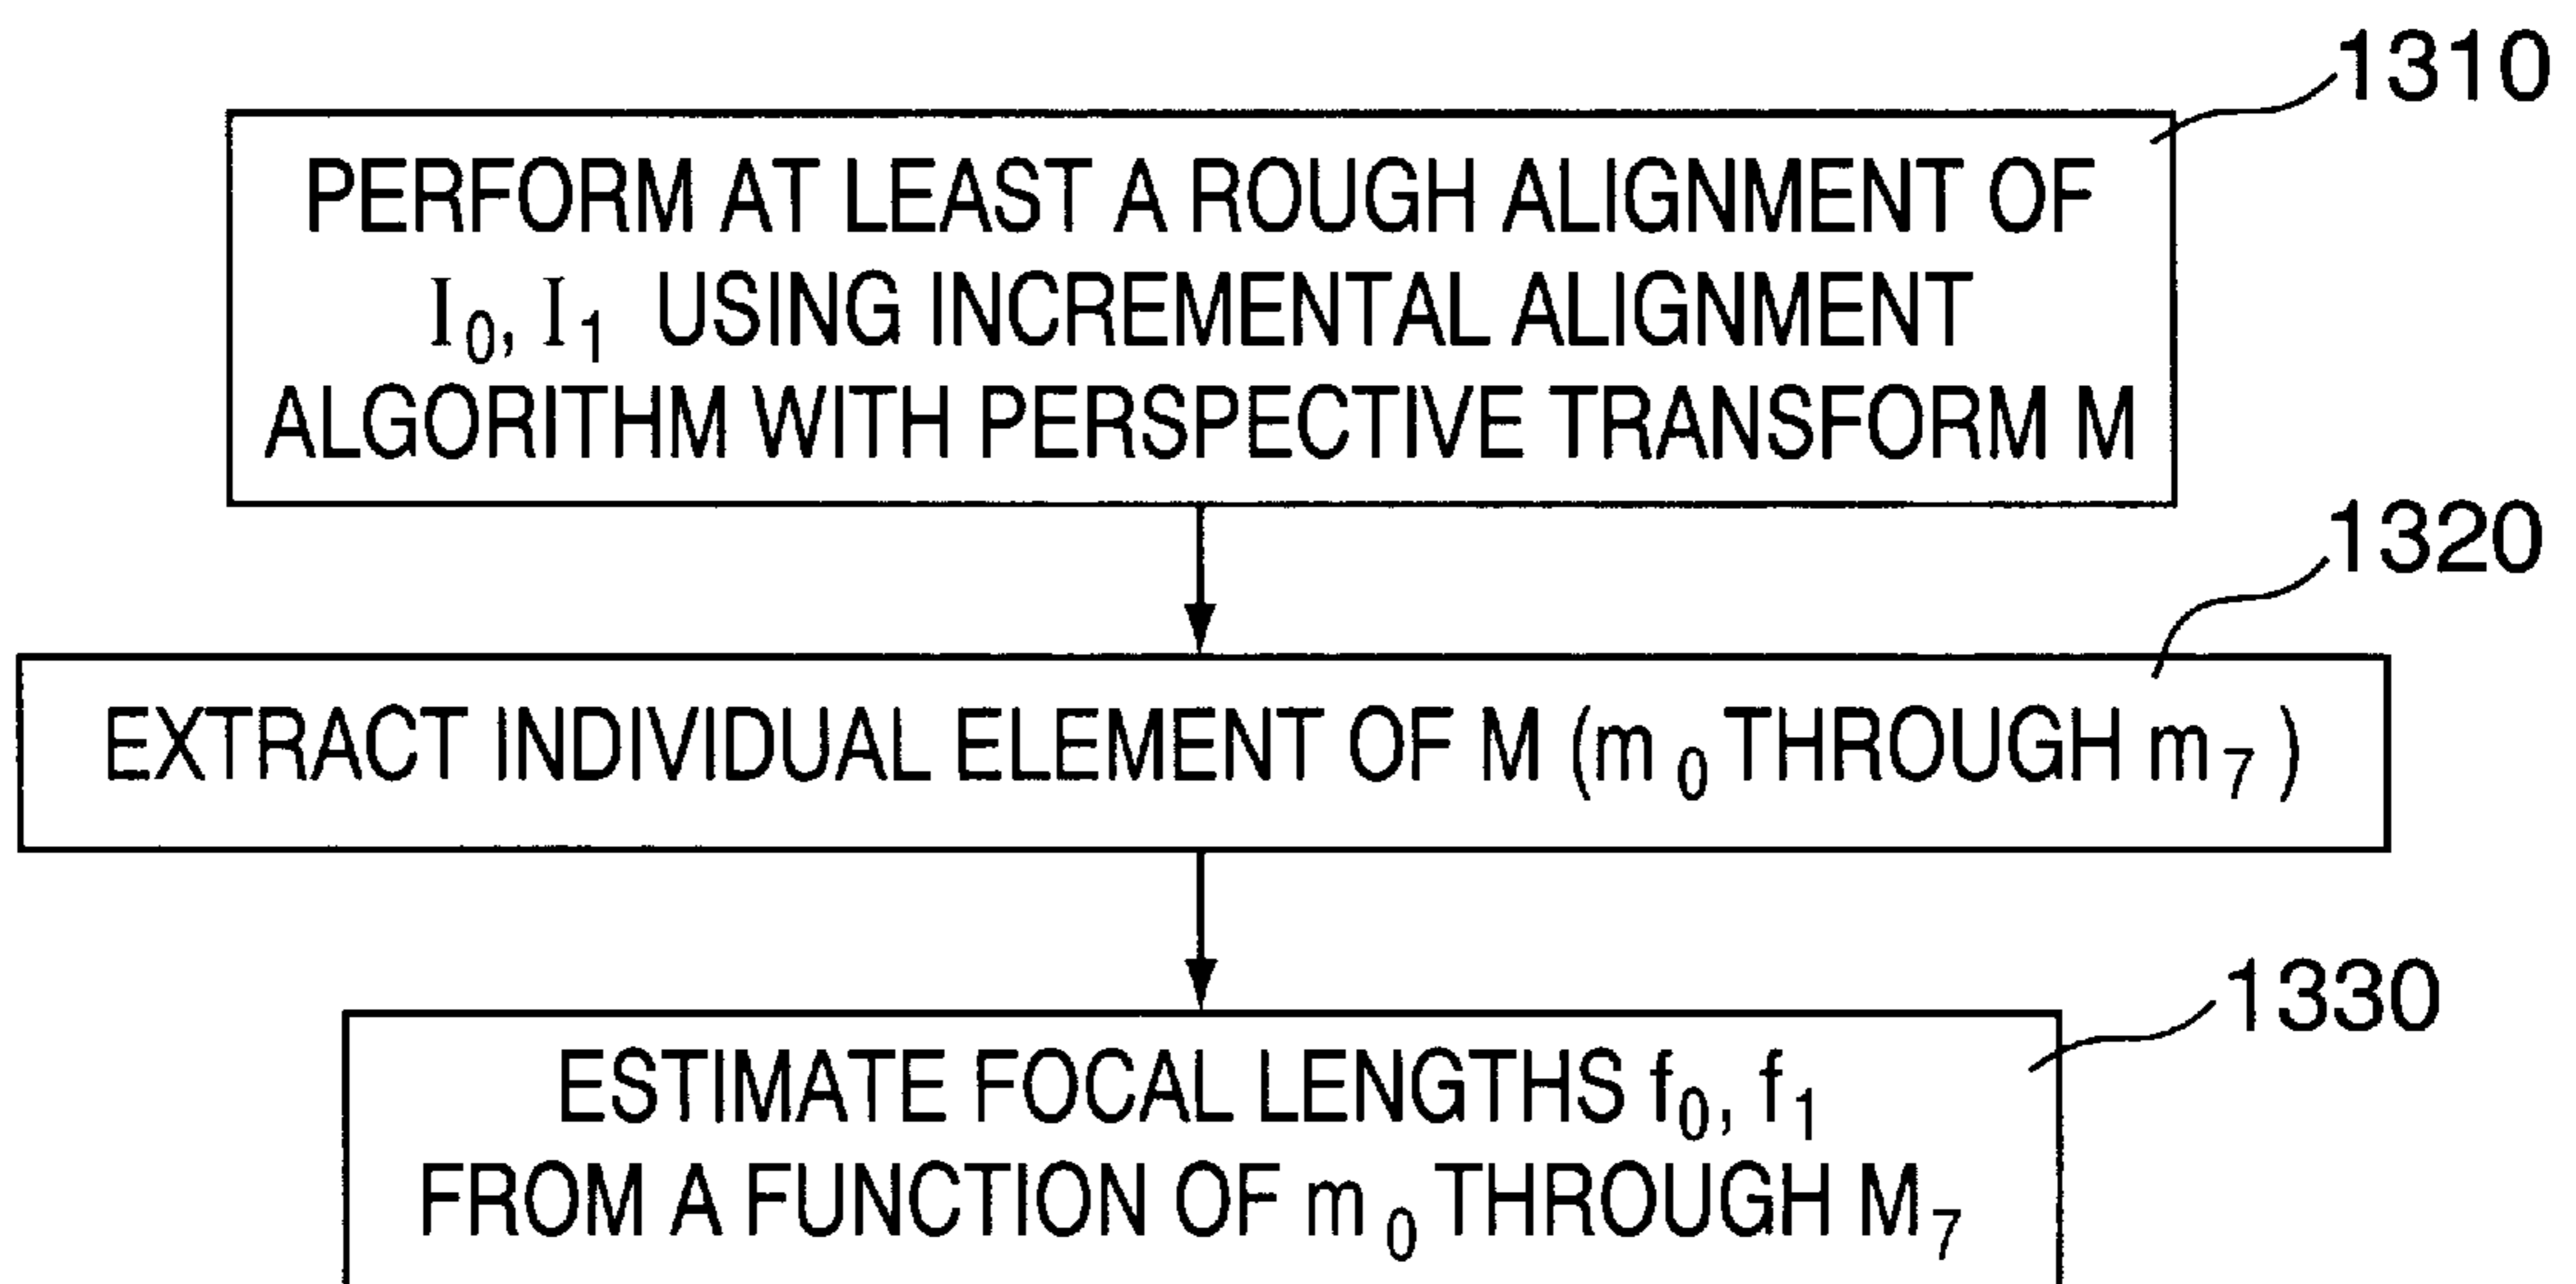 1310
PERFORM AT LEAST A ROUGH ALIGNMENT OF
I₀, I₁ USING INCREMENTAL ALIGNMENT
ALGORITHM WITH PERSPECTIVE TRANSFORM M
1320
EXTRACT INDIVIDUAL ELEMENT OF M (m₀ THROUGH m₇)
1330
ESTIMATE FOCAL LENGTHS f₀, f₁
FROM A FUNCTION OF m₀ THROUGH M₇